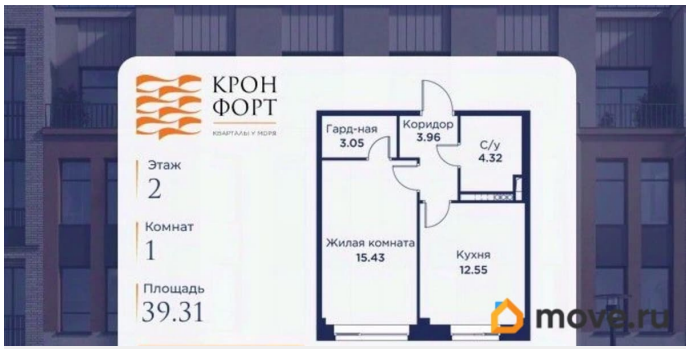 КРОН
ФОРТ
КВАРТАЛЫ У МОРЯ
Этаж
2
Комнат
1
Площадь
39.31
Гард-ная
3.05
Коридор
3.96
С/у
4.32
Жилая комната
15.43
Кухня
12.55
move.ru